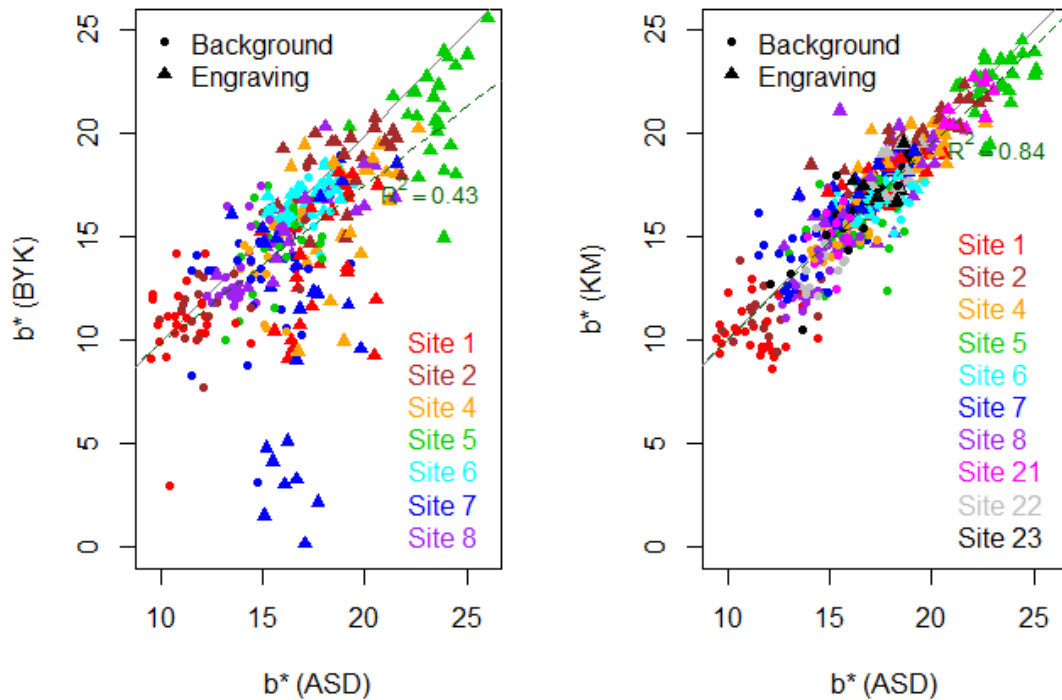 25
20
15
10
5
0
b* (BYK)
Background
Engraving
R² = 0.43
Site 1
Site 2
Site 4
Site 5
Site 6
Site 7
Site 8
10 15 20 25
b* (ASD)
25
20
15
10
5
0
b* (KM)
Background
Engraving
R² = 0.84
Site 1
Site 2
Site 4
Site 5
Site 6
Site 7
Site 8
Site 21
Site 22
Site 23
10 15 20 25
b* (ASD)